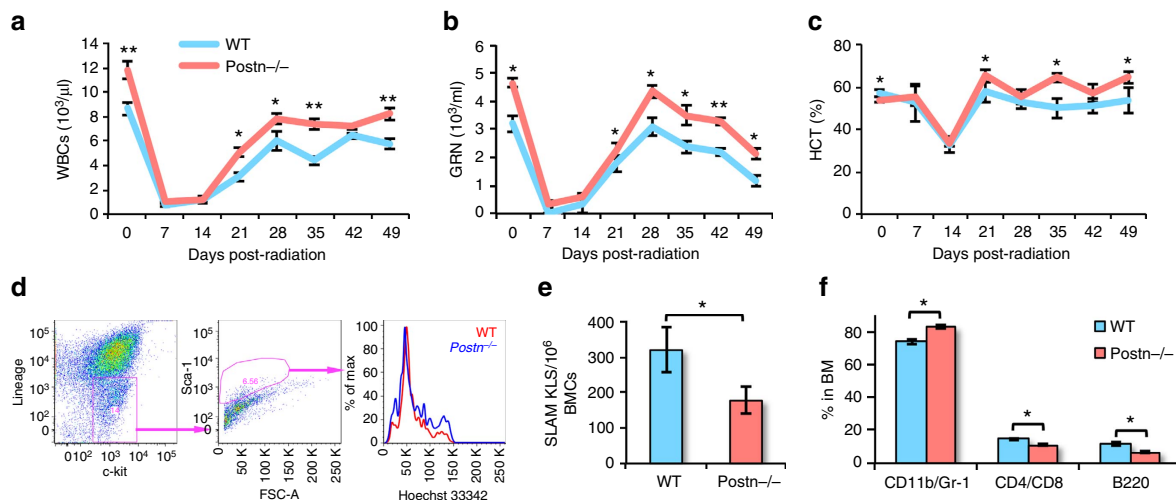 a
WBCs (10³/µl)
14
12
10
8
6
4
2
0
**
*
*
**
**
WT
Postn–/–
0 7 14 21 28 35 42 49
Days post-radiation
b
GRN (10³/ml)
6
5
4
3
2
1
0
*
*
*
*
**
*
0 7 14 21 28 35 42 49
Days post-radiation
c
HCT (%)
80
60
40
20
0
*
*
*
*
0 7 14 21 28 35 42 49
Days post-radiation
d
Lineage
10⁵
10⁴
10³
10²
0
010² 10³ 10⁴ 10⁵
c-kit
Sca-1
10⁵
10⁴
10³
10²
0
6.56
0 50 K 100 K 150 K 200 K 250 K
FSC-A
% of max
100
80
60
40
20
0
WT
Postn⁻/⁻
0 50 K 100 K 150 K 200 K 250 K
Hoechst 33342
e
SLAM KLS/10⁶
BMCs
400
300
200
100
0
*
WT Postn–/–
f
% in BM
80
60
40
20
0
*
*
*
WT
Postn–/–
CD11b/Gr-1 CD4/CD8 B220